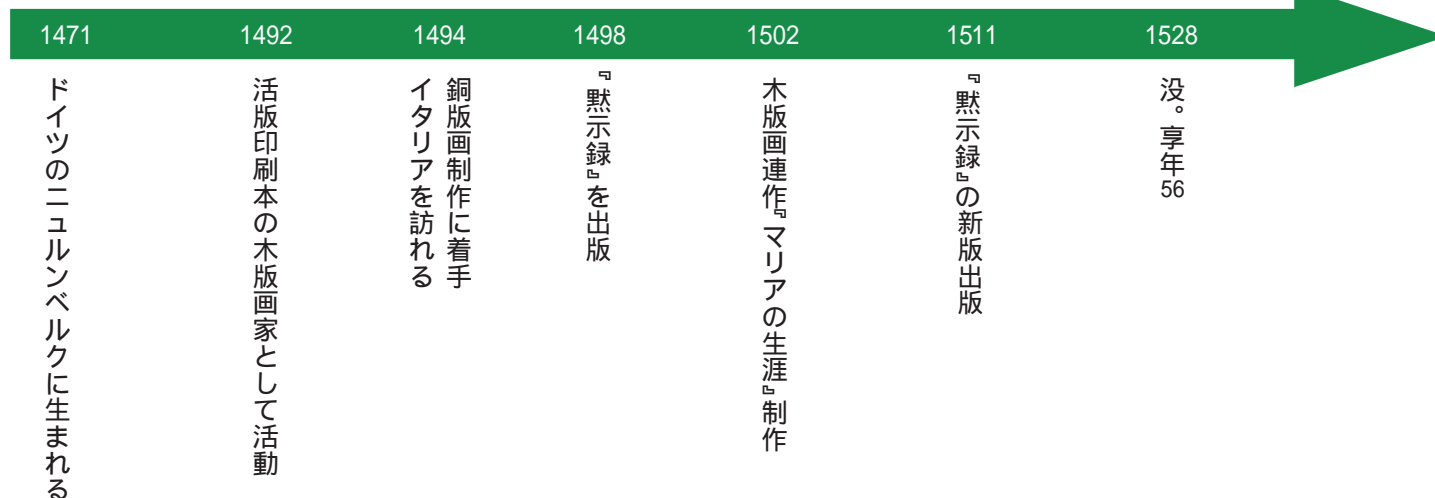 1471
ドイツのニュルンベルクに生まれる
1492
活版印刷本の木版画家として活動
1494
銅版画制作に着手
イタリアを訪れる
1498
『黙示録』を出版
1502
木版画連作『マリアの生涯』制作
1511
『黙示録』の新版出版
1528
没。享年56